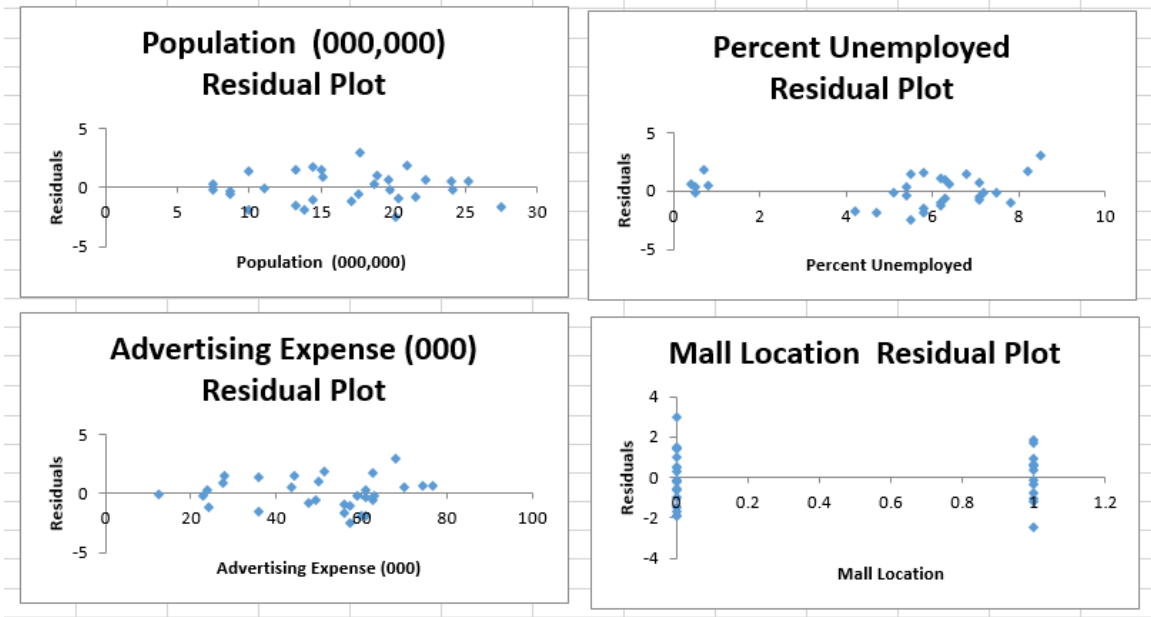 Population  (000,000)
Residual Plot
5
0
-5
0
5
10
15
20
25
30
Residuals
Population  (000,000)
Percent Unemployed
Residual Plot
5
0
-5
0
2
4
6
8
10
Residuals
Percent Unemployed
Advertising Expense (000)
Residual Plot
5
0
-5
0
20
40
60
80
100
Residuals
Advertising Expense (000)
Mall Location  Residual Plot
4
2
0
-2
-4
0
0.2
0.4
0.6
0.8
1
1.2
Residuals
Mall Location